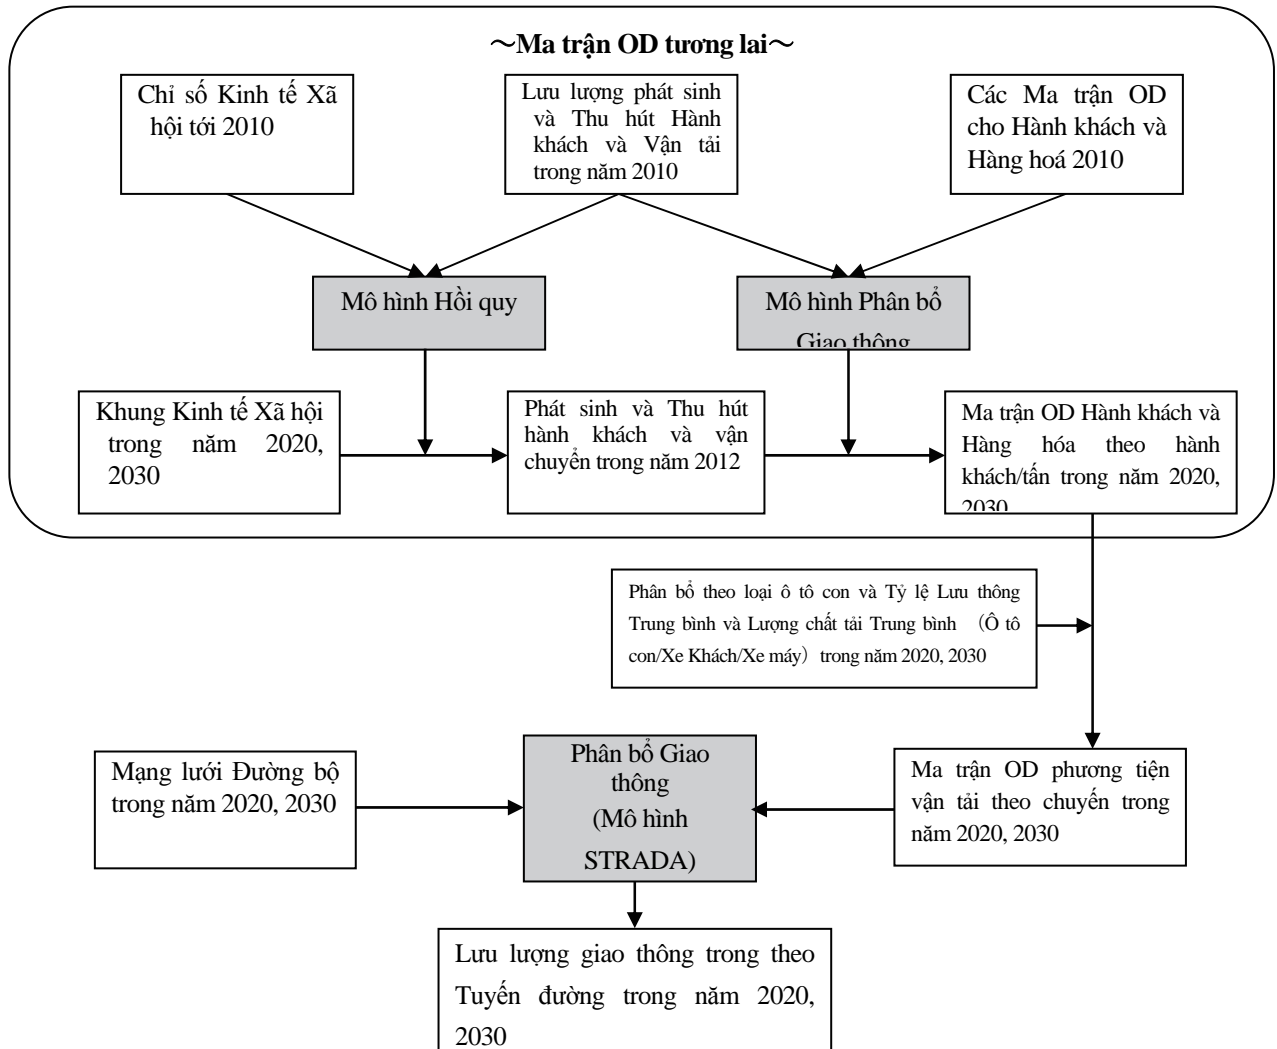 ～Ma trận OD tương lai～
Chỉ số Kinh tế Xã
hội tới 2010
Lưu lượng phát sinh
và Thu hút Hành
khách và Vận tải
trong năm 2010
Các Ma trận OD
cho Hành khách và
Hàng hoá 2010
Mô hình Hồi quy
Mô hình Phân bổ
Giao thông
Khung Kinh tế Xã hội
trong năm 2020,
2030
Phát sinh và Thu hút
hành khách và vận
chuyển trong năm 2012
Ma trận OD Hành khách và
Hàng hóa theo hành
khách/tấn trong năm 2020,
2030
Phân bổ theo loại ô tô con và Tỷ lệ Lưu thông
Trung bình và Lượng chất tải Trung bình （Ô tô
con/Xe Khách/Xe máy）trong năm 2020, 2030
Mạng lưới Đường bộ
trong năm 2020, 2030
Phân bổ Giao
thông
(Mô hình
STRADA)
Ma trận OD phương tiện
vận tải theo chuyến trong
năm 2020, 2030
Lưu lượng giao thông trong theo
Tuyến đường trong năm 2020,
2030